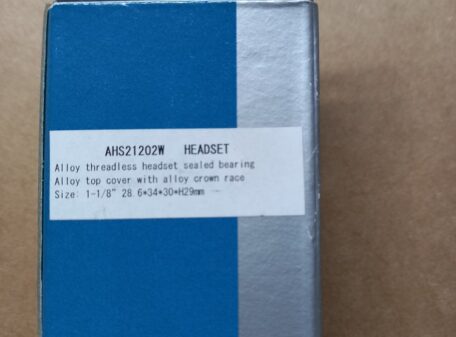 AHS21202W HEADSET
Alloy threadless headset sealed bearing
Alloy top cover with alloy crown race
Size: 1-1/8" 28.6*34*30*H29mm